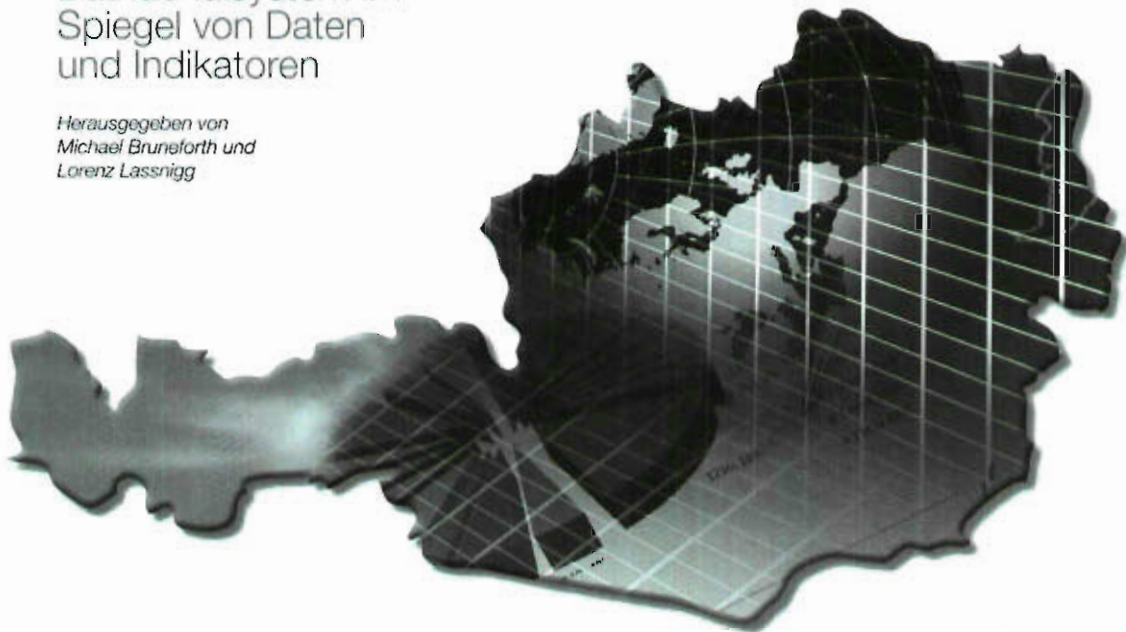 Spiegel von Daten
und Indikatoren
Herausgegeben von
Michael Bruneforth und
Lorenz Lassnigg